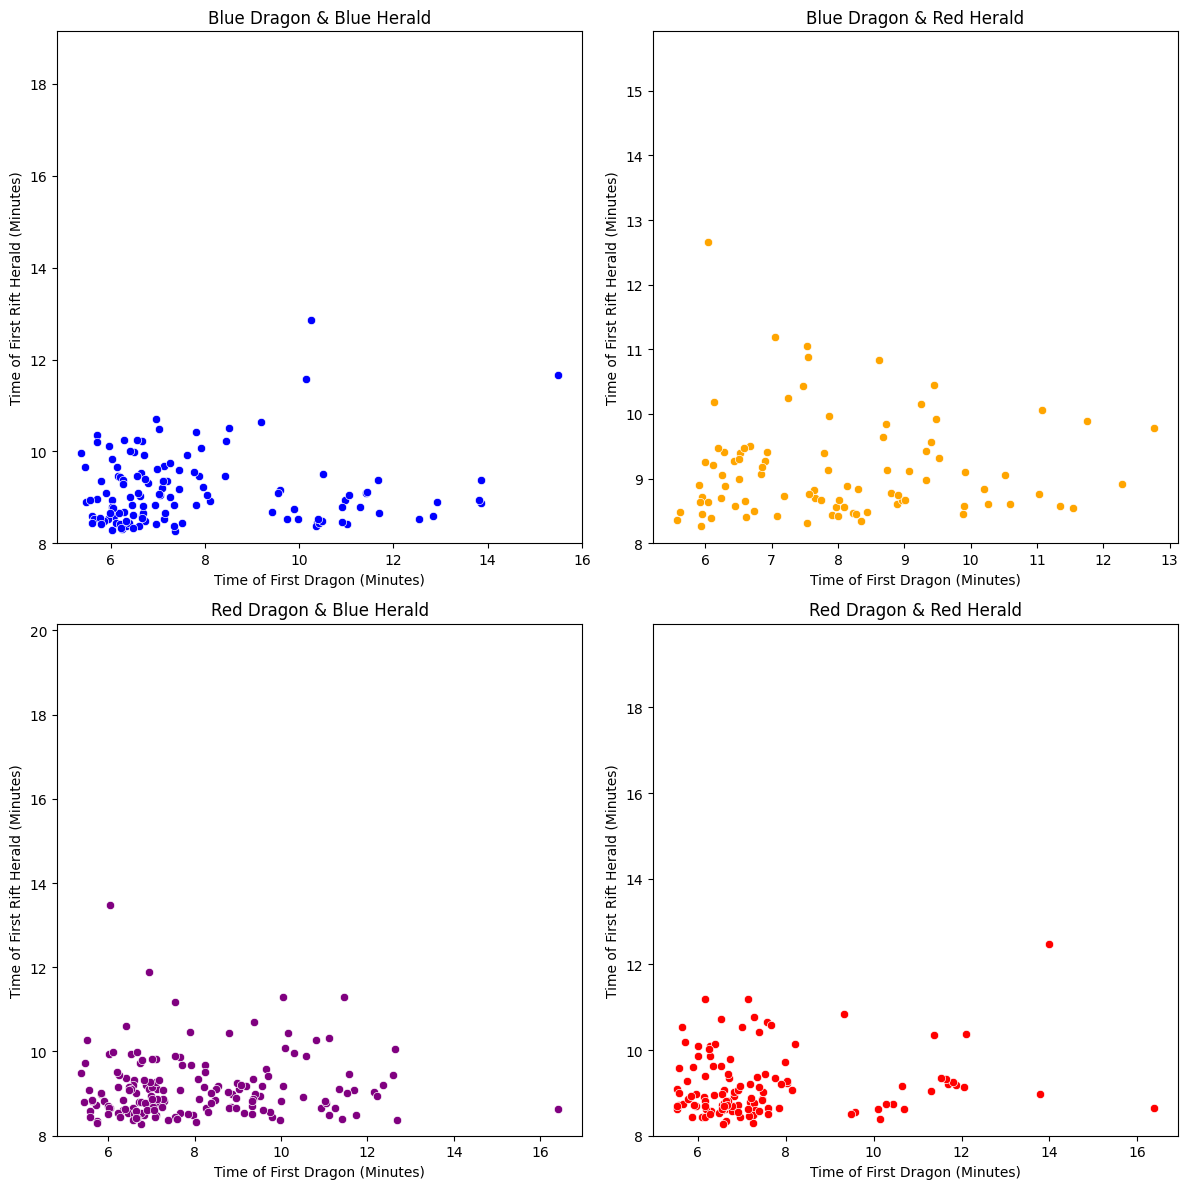 Blue Dragon & Blue Herald
Time of First Rift Herald (Minutes)
18
16
14
12
10
8
6 8 10 12 14 16
Time of First Dragon (Minutes)
Blue Dragon & Red Herald
Time of First Rift Herald (Minutes)
15
14
13
12
11
10
9
8
6 7 8 9 10 11 12 13
Time of First Dragon (Minutes)
Red Dragon & Blue Herald
Time of First Rift Herald (Minutes)
20
18
16
14
12
10
8
6 8 10 12 14 16
Time of First Dragon (Minutes)
Red Dragon & Red Herald
Time of First Rift Herald (Minutes)
18
16
14
12
10
8
6 8 10 12 14 16
Time of First Dragon (Minutes)